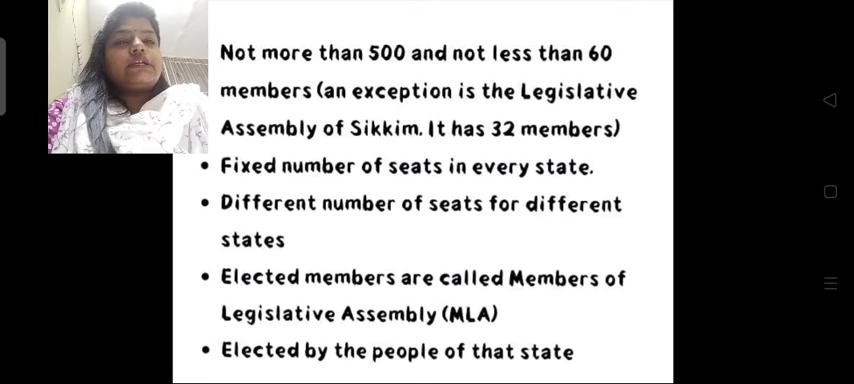 Not more than 500 and not less than 60
members (an exception is the Legislative
Assembly of Sikkim. It has 32 members)
• Fixed number of seats in every state.
• Different number of seats for different
states
• Elected members are called Members of
Legislative Assembly (MLA)
• Elected by the people of that state